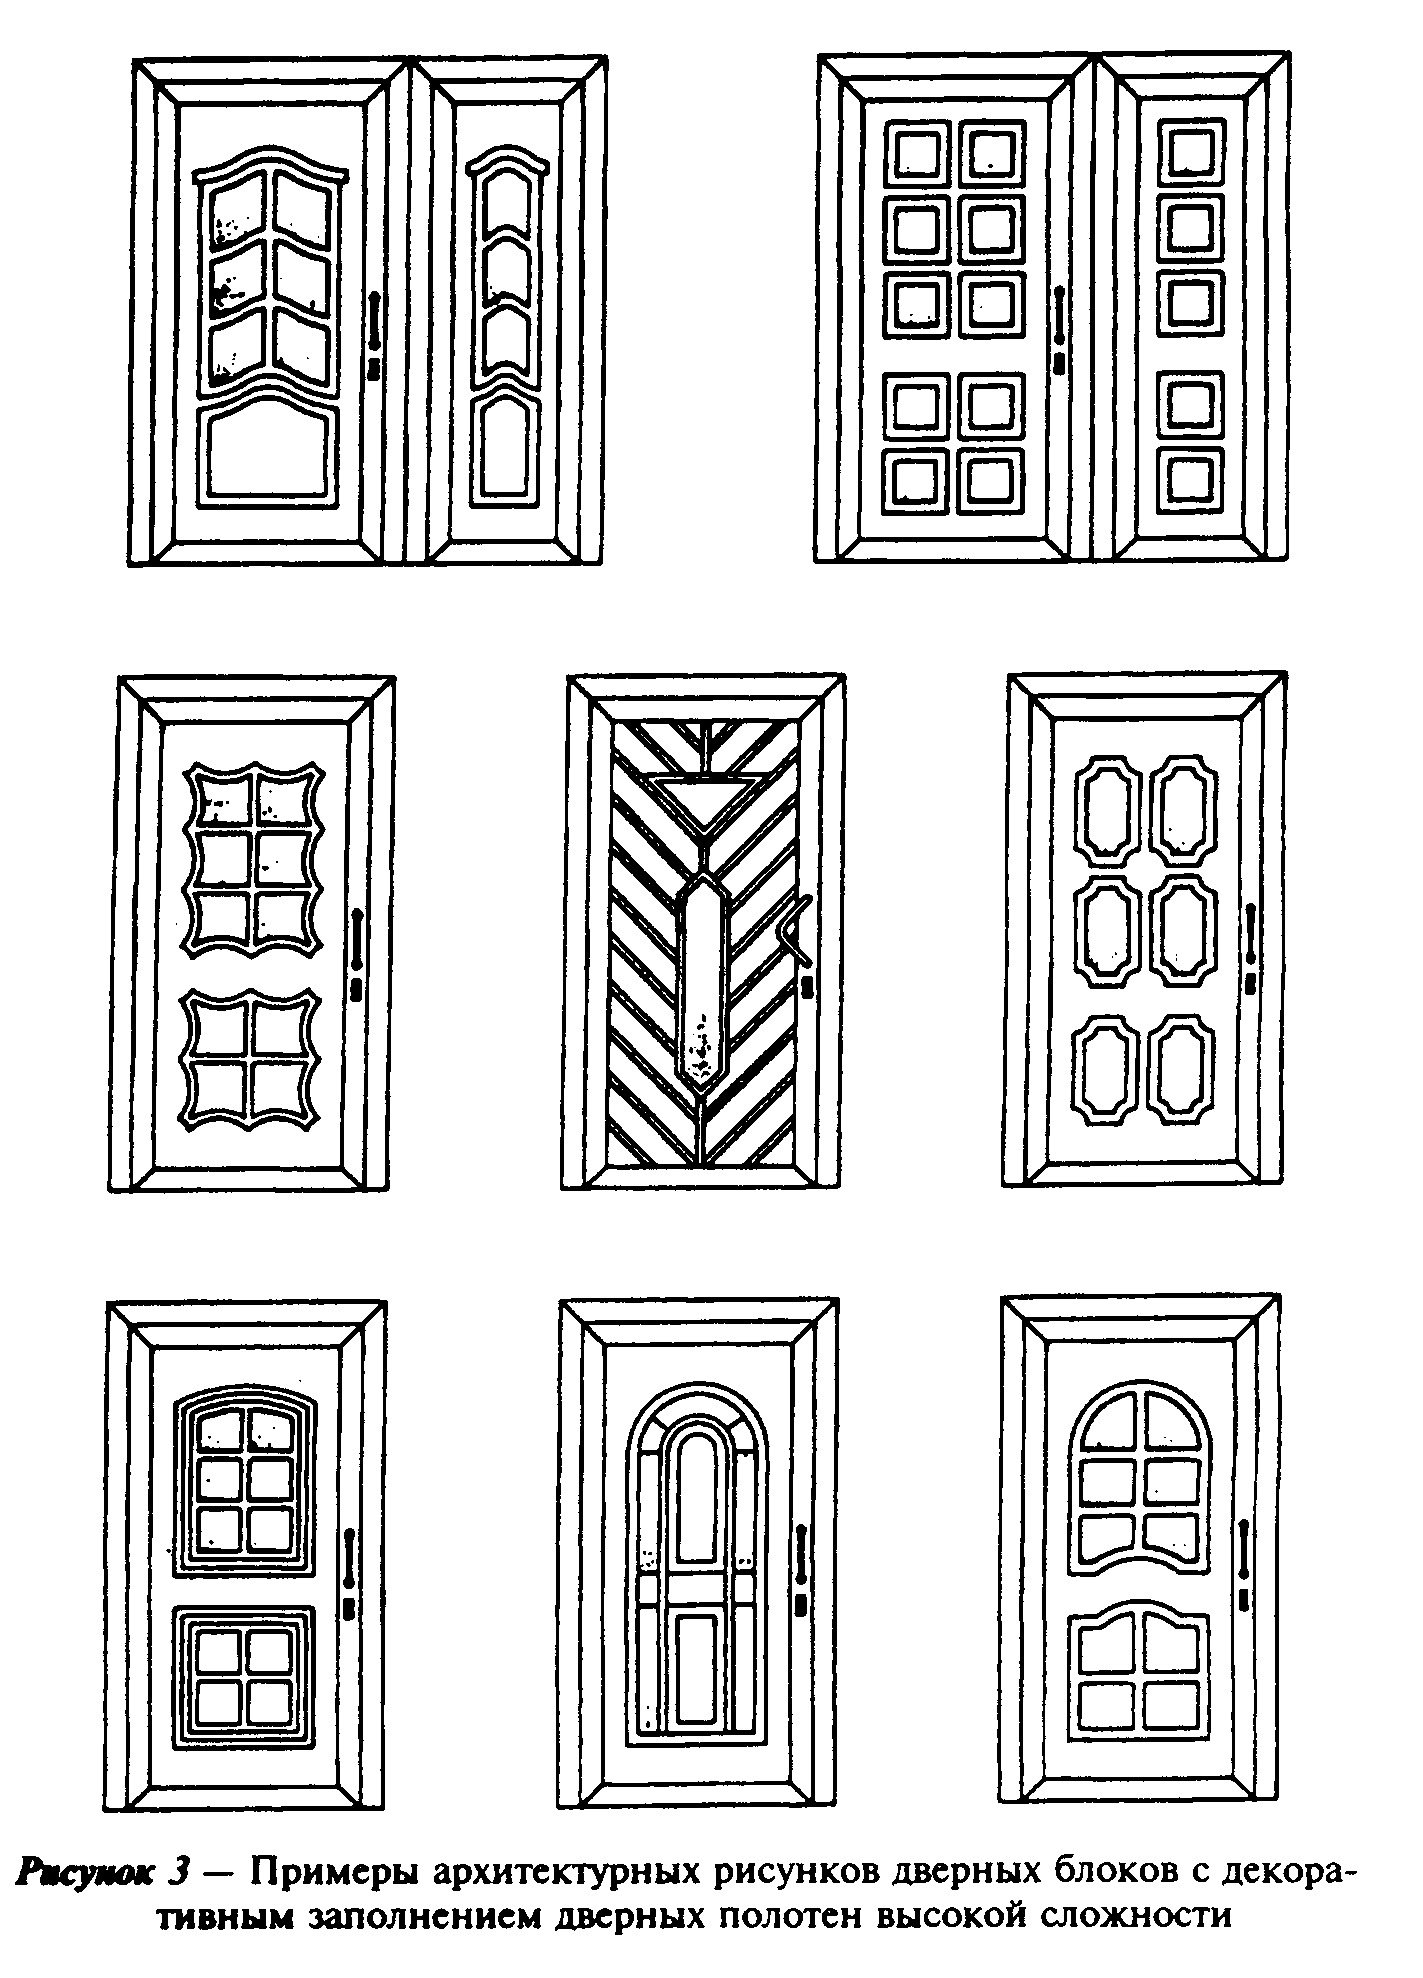 Рисунок 3 — Примеры архитектурных рисунков дверных блоков с декора-
тивным заполнением дверных полотен высокой сложности